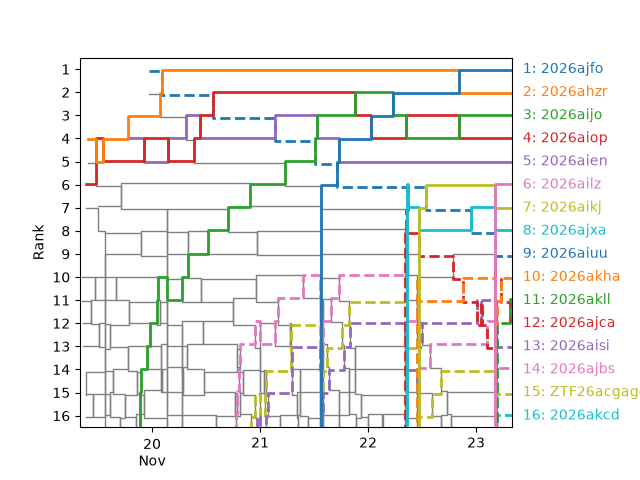 1
2
3
4
5
6
7
8
9
10
11
12
13
14
15
16
Rank
20
21
22
23
Nov
1: 2026ajfo
2: 2026ahzr
3: 2026aijo
4: 2026aiop
5: 2026aien
6: 2026ailz
7: 2026aikj
8: 2026ajxa
9: 2026aiuu
10: 2026akha
11: 2026akll
12: 2026ajca
13: 2026aisi
14: 2026ajbs
15: ZTF26acgag
16: 2026akcd